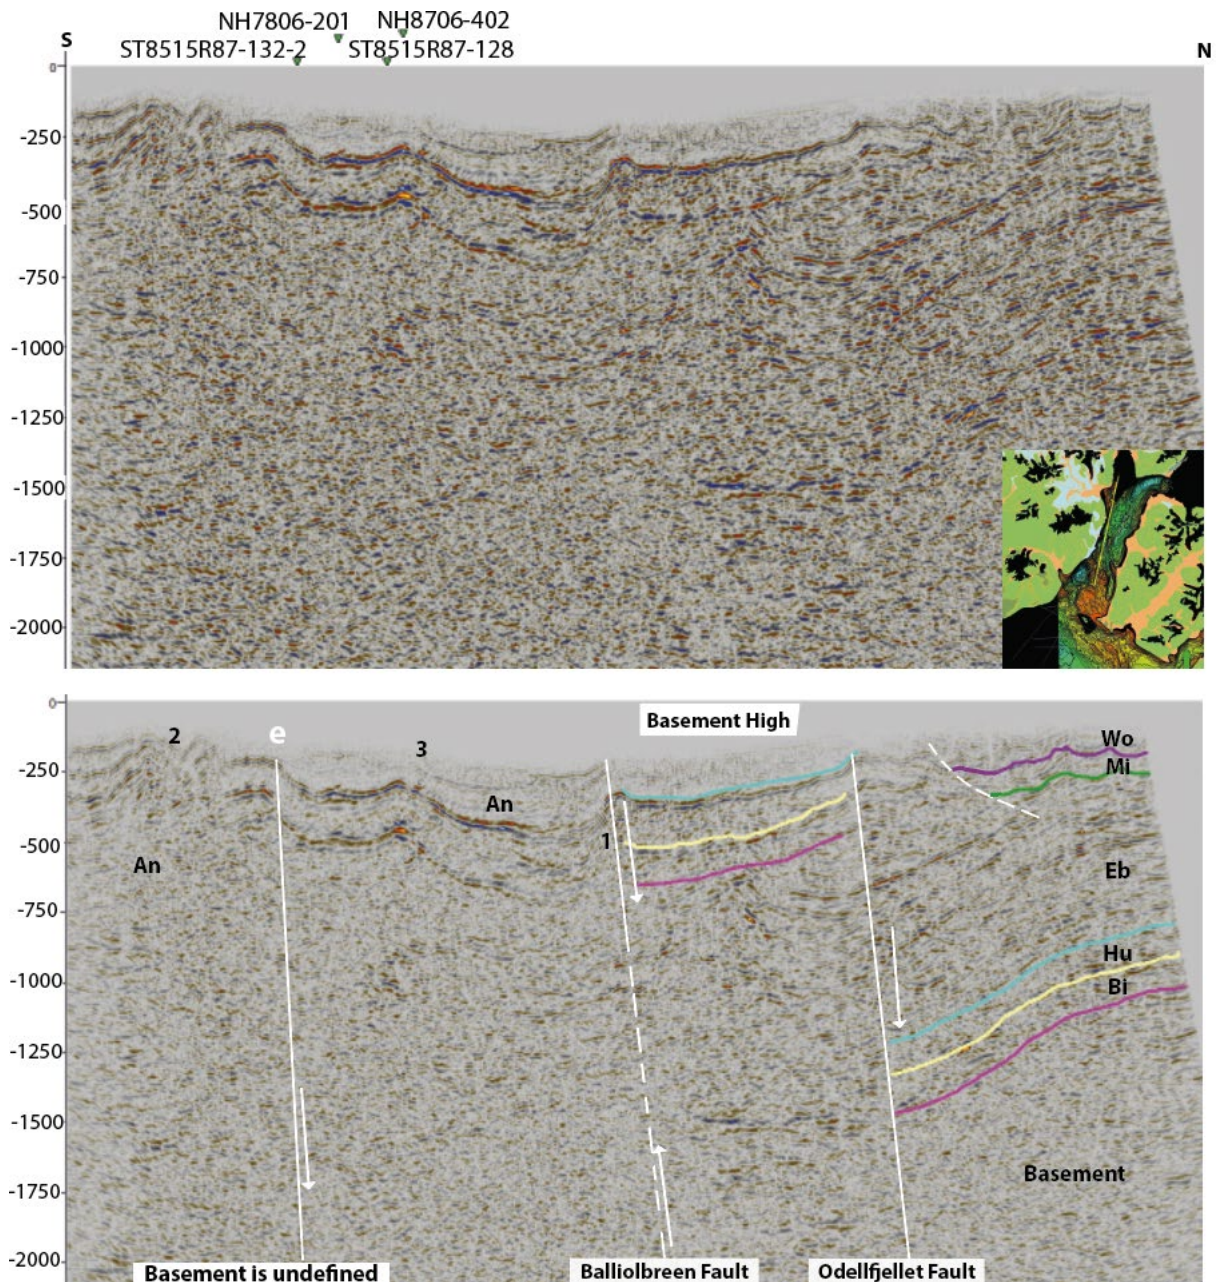 NH7806-201 NH8706-402
S ST8515R87-132-2 ST8515R87-128 N
0
-250
-500
-750
-1000
-1250
-1500
-1750
-2000
0
Basement High
2 e 3 Wo
-250 Mi
An
-500 1
An Eb
-750
-1000 Hu
Bi
-1250
-1500
-1750 Basement
-2000
Basement is undefined Balliolbreen Fault Odellfjellet Fault